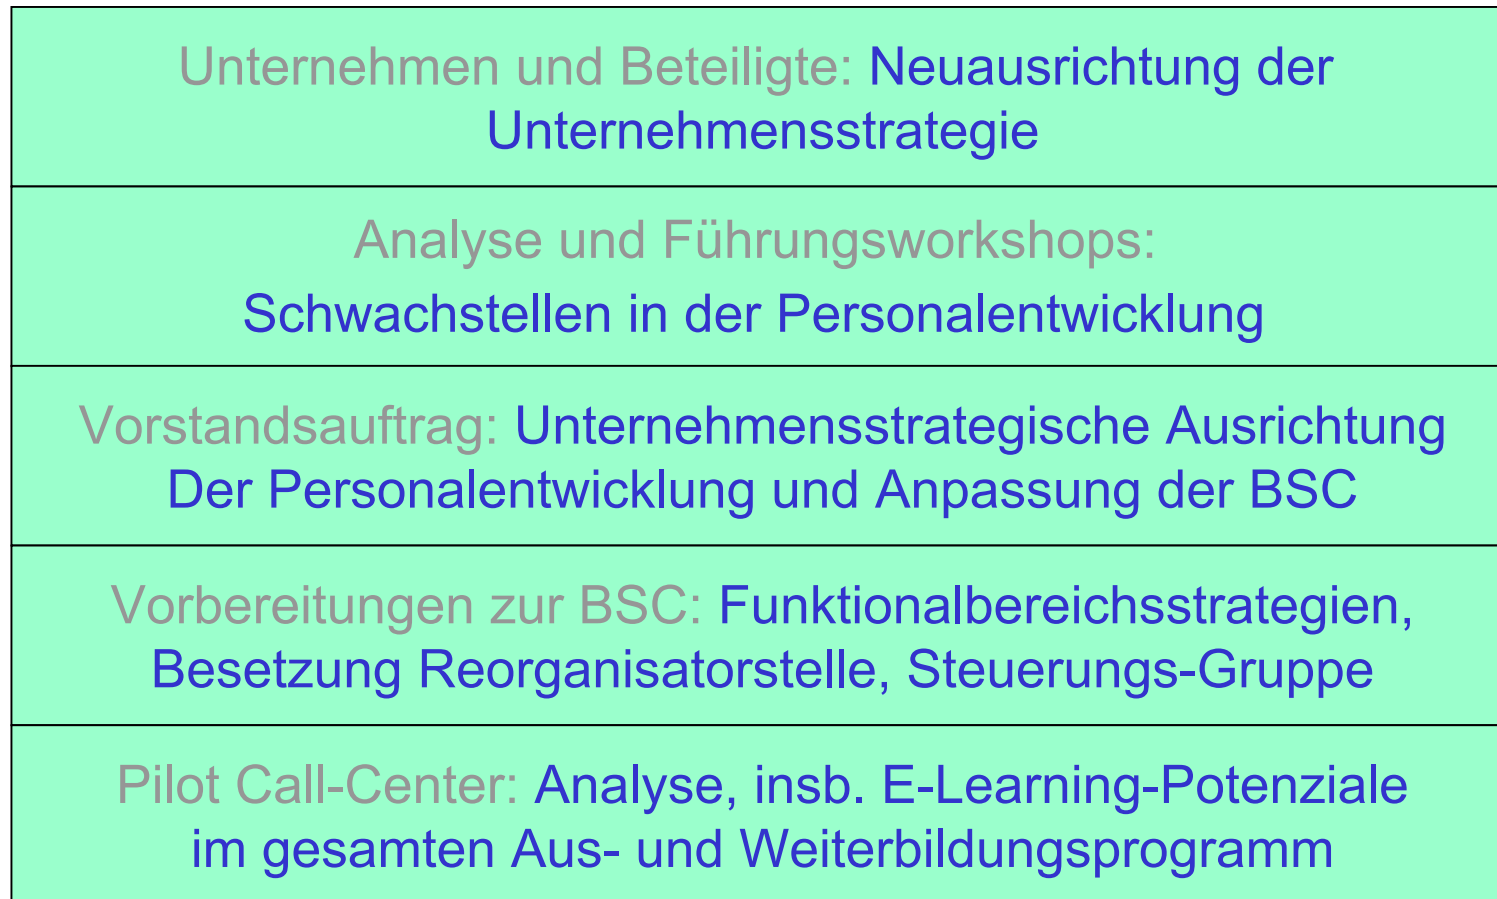 Unternehmen und Beteiligte: Neuausrichtung der
Unternehmensstrategie
Analyse und Führungsworkshops:
Schwachstellen in der Personalentwicklung
Vorstandsauftrag: Unternehmensstrategische Ausrichtung
Der Personalentwicklung und Anpassung der BSC
Vorbereitungen zur BSC: Funktionalbereichsstrategien,
Besetzung Reorganisatorstelle, Steuerungs-Gruppe
Pilot Call-Center: Analyse, insb. E-Learning-Potenziale
im gesamten Aus- und Weiterbildungsprogramm